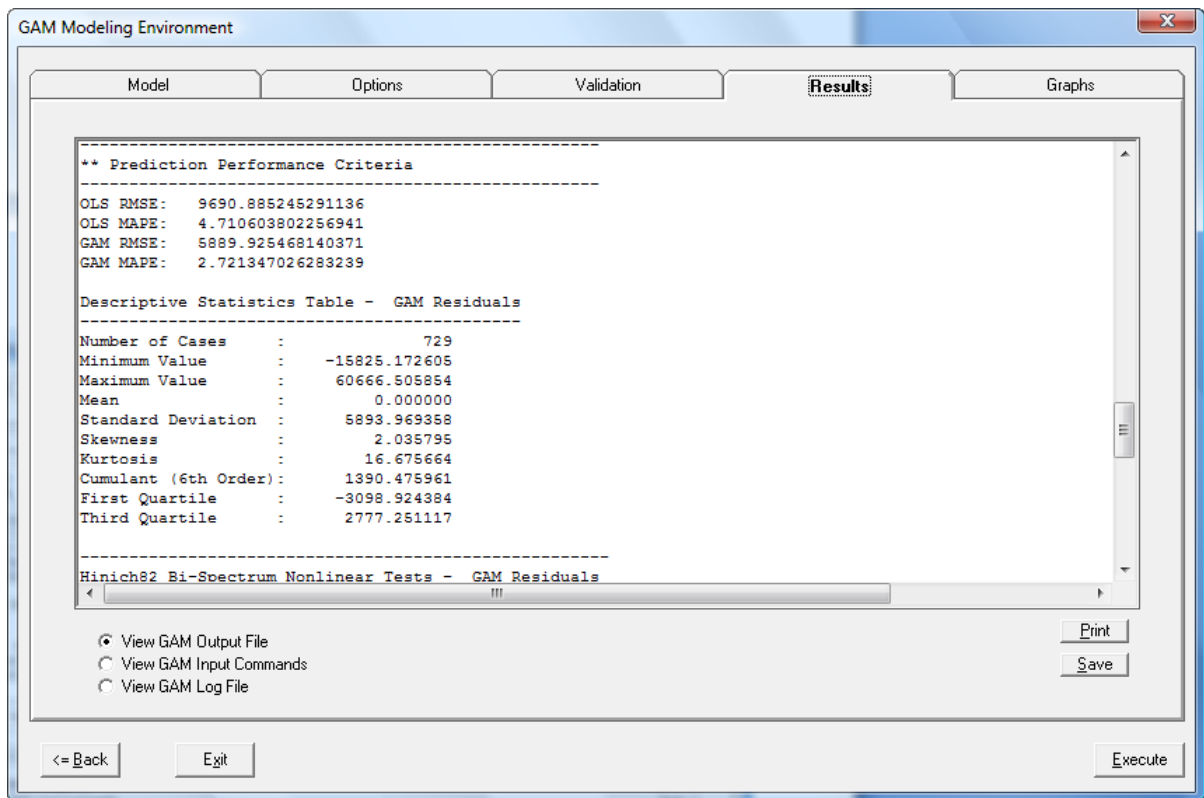 GAM Modeling Environment
Model Options Validation Results Graphs
-----------------------------------------------------
** Prediction Performance Criteria
-----------------------------------------------------
OLS RMSE: 9690.885245291136
OLS MAPE: 4.710603802256941
GAM RMSE: 5889.925468140371
GAM MAPE: 2.721347026283239
Descriptive Statistics Table - GAM Residuals
---------------------------------------------
Number of Cases : 729
Minimum Value : -15825.172605
Maximum Value : 60666.505854
Mean : 0.000000
Standard Deviation : 5893.969358
Skewness : 2.035795
Kurtosis : 16.675664
Cumulant (6th Order): 1390.475961
First Quartile : -3098.924384
Third Quartile : 2777.251117
------------------------------------------------------
Hinich82 Bi-Spectrum Nonlinear Tests - GAM Residuals
View GAM Output File
View GAM Input Commands
View GAM Log File
Print
Save
<= Back Exit Execute